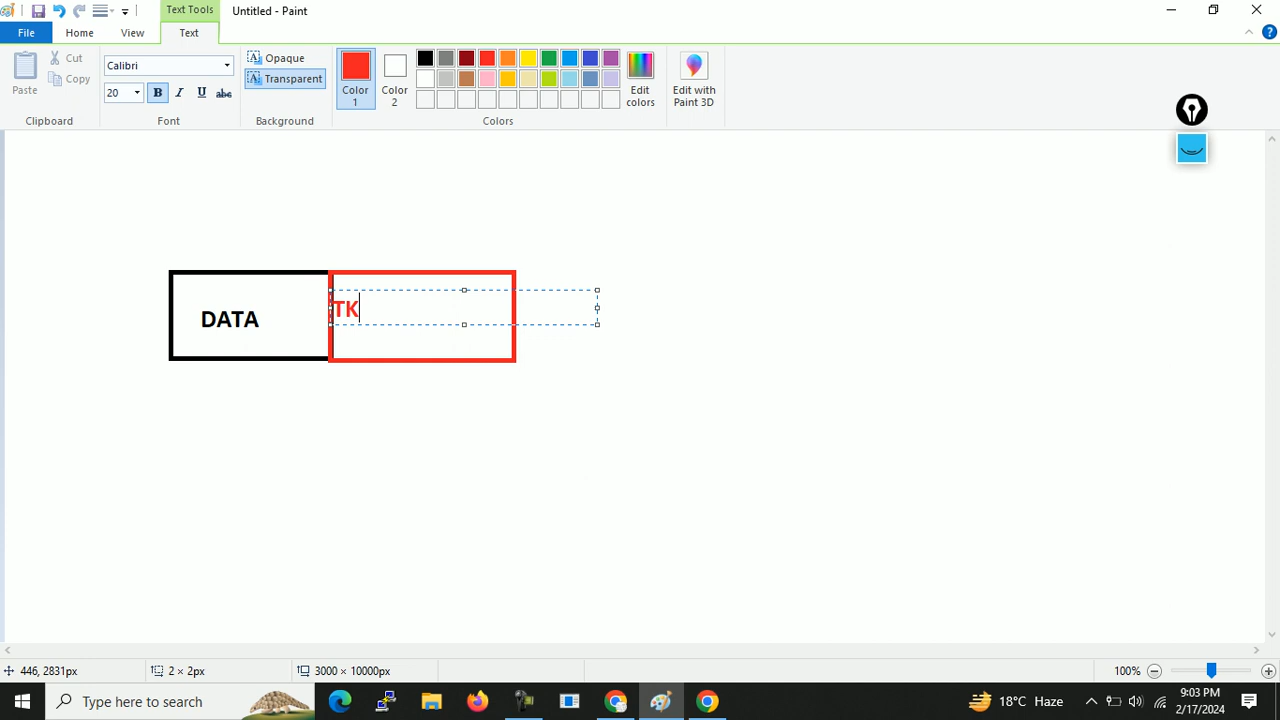 Text Tools
Untitled - Paint
File
Home
View
Text
Paste
Cut
Copy
Clipboard
Calibri
20
B
I
U
abc
Font
Opaque
Transparent
Background
Color
1
Color
2
Edit
colors
Colors
Edit with
Paint 3D
DATA
TK
446, 2831px
2 × 2px
3000 × 10000px
100%
Type here to search
18°C Haze
9:03 PM
2/17/2024